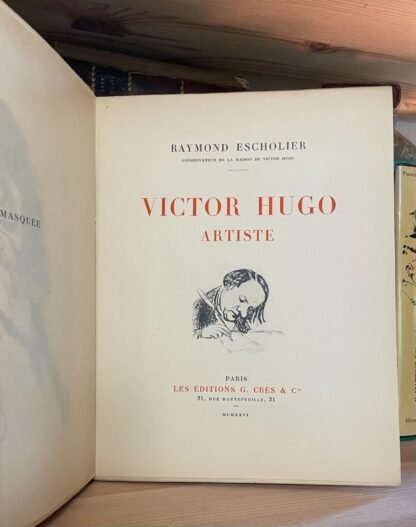 MASQUÉE
RAYMOND ESCHOLIER
CONSERVATEUR DE LA MAISON DE VICTOR HUGO
VICTOR HUGO
ARTISTE
PARIS
LES ÉDITIONS G. CRÈS & Cie
21, RUE HAUTEFEUILLE, 21
MCMXXVI